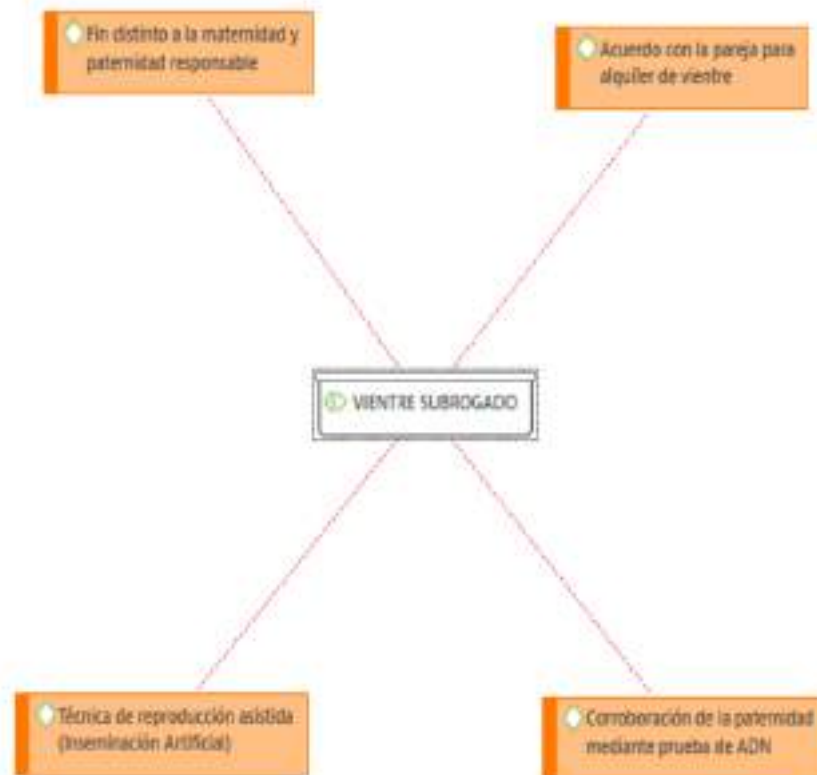 Fin distinto a la maternidad y
paternidad responsable
Acuerdo con la pareja para
alquiler de vientre
VIENTRE SUBROGADO
Técnica de reproducción asistida
(Inseminación Artificial)
Corroboración de la paternidad
mediante prueba de ADN